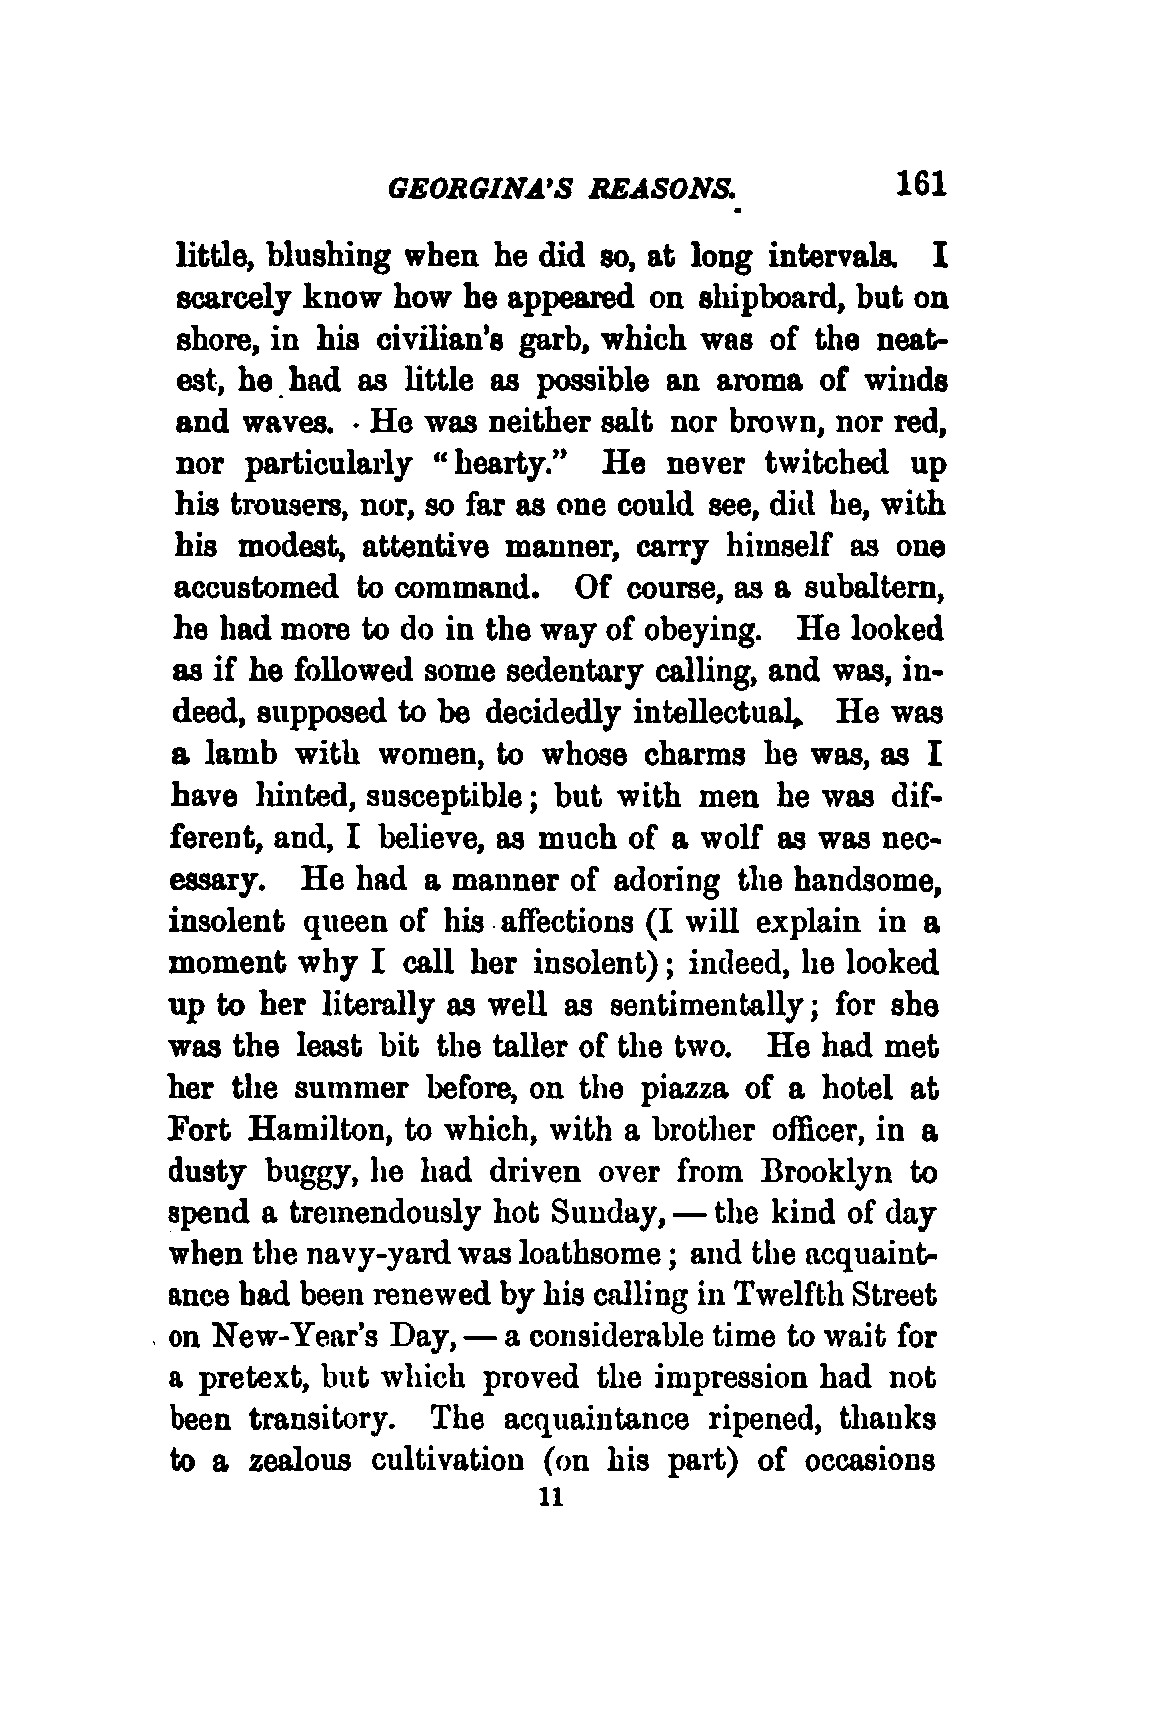 GEORGINA'S REASONS. 161
little, blushing when he did so, at long intervals. I
scarcely know how he appeared on shipboard, but on
shore, in his civilian's garb, which was of the neat-
est, he had as little as possible an aroma of winds
and waves. He was neither salt nor brown, nor red,
nor particularly "hearty." He never twitched up
his trousers, nor, so far as one could see, did he, with
his modest, attentive manner, carry himself as one
accustomed to command. Of course, as a subaltern,
he had more to do in the way of obeying. He looked
as if he followed some sedentary calling, and was, in-
deed, supposed to be decidedly intellectual. He was
a lamb with women, to whose charms he was, as I
have hinted, susceptible; but with men he was dif-
ferent, and, I believe, as much of a wolf as was nec-
essary. He had a manner of adoring the handsome,
insolent queen of his affections (I will explain in a
moment why I call her insolent); indeed, he looked
up to her literally as well as sentimentally; for she
was the least bit the taller of the two. He had met
her the summer before, on the piazza of a hotel at
Fort Hamilton, to which, with a brother officer, in a
dusty buggy, he had driven over from Brooklyn to
spend a tremendously hot Sunday,—the kind of day
when the navy-yard was loathsome; and the acquaint-
ance had been renewed by his calling in Twelfth Street
on New-Year's Day,—a considerable time to wait for
a pretext, but which proved the impression had not
been transitory. The acquaintance ripened, thanks
to a zealous cultivation (on his part) of occasions
11